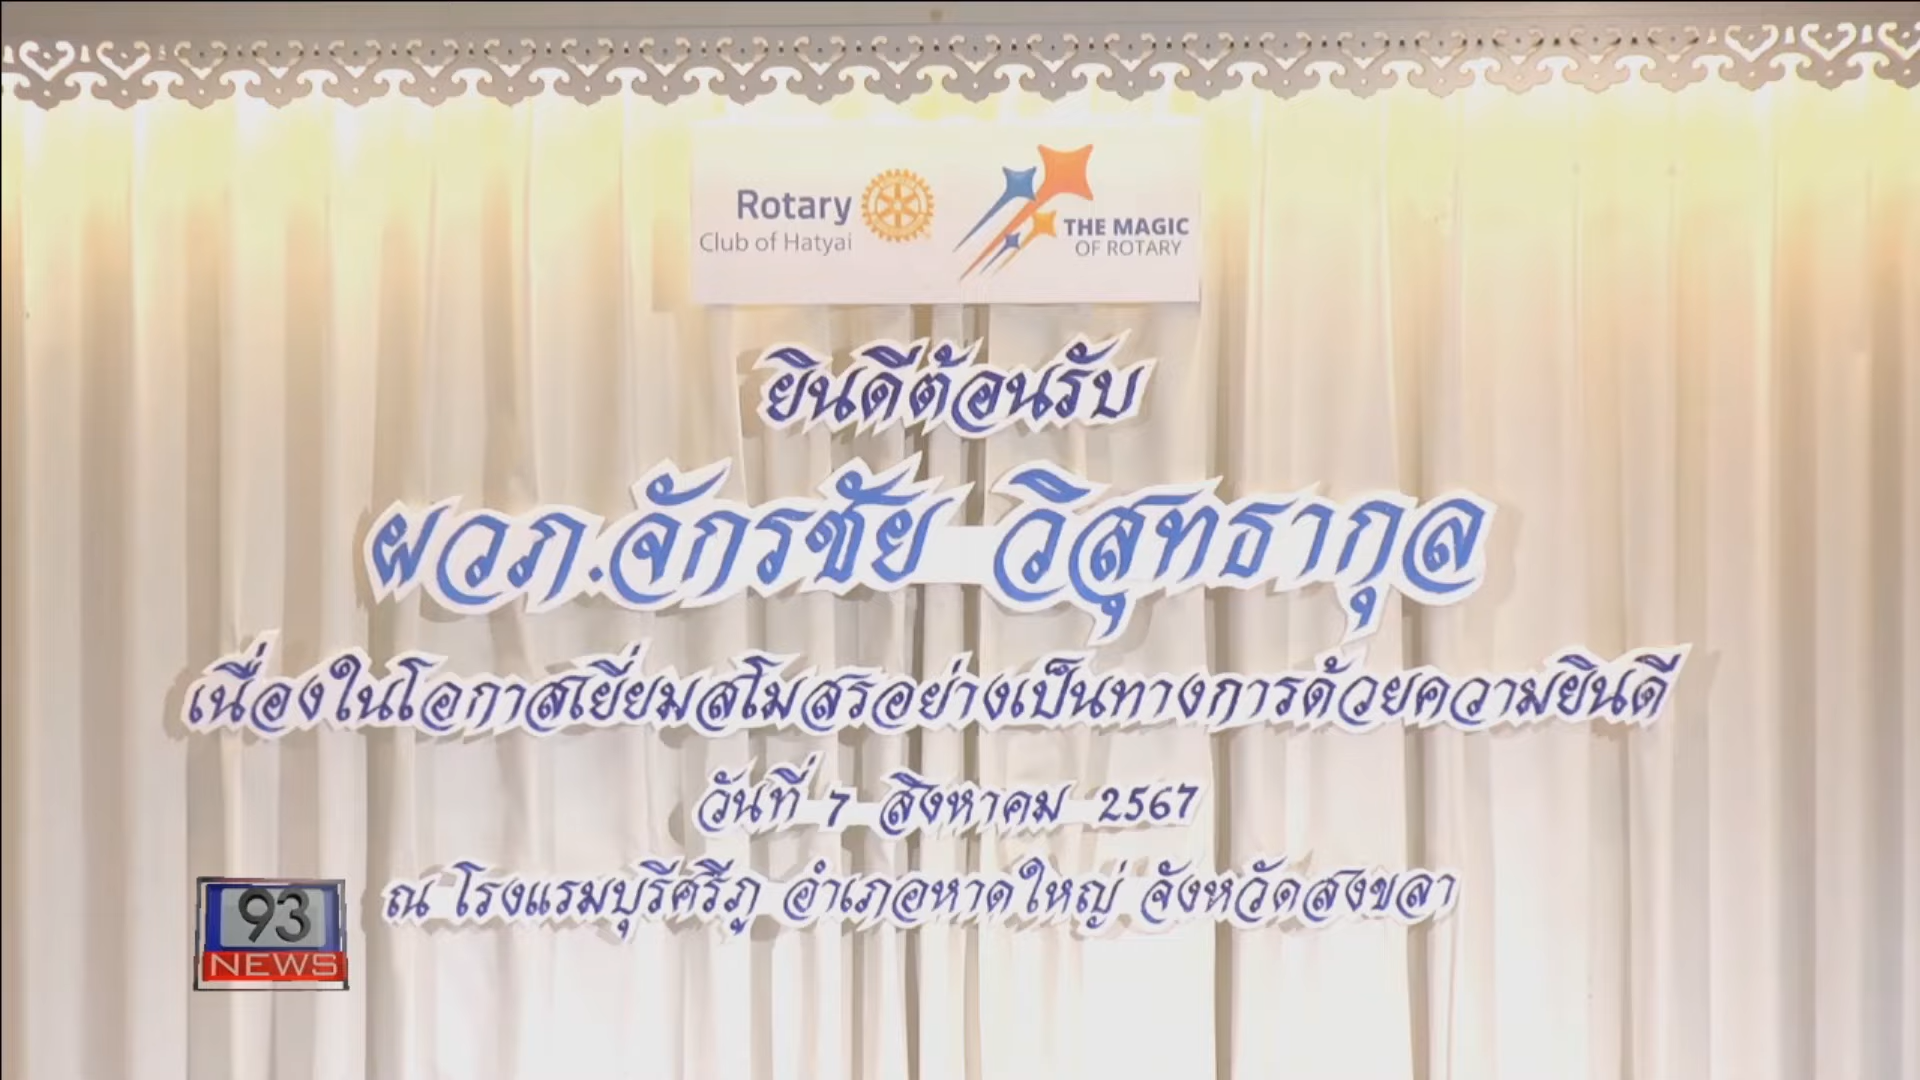 Rotary
Club of Hatyai
THE MAGIC
OF ROTARY
ยินดีต้อนรับ
ผวภ.จักรชัย วิสุทธากุล
เนื่องในโอกาสเยี่ยมสโมสรอย่างเป็นทางการด้วยความยินดี
วันที่ 7 สิงหาคม 2567
ณ โรงแรมบุรีศรีภู อำเภอหาดใหญ่ จังหวัดสงขลา
93
NEWS